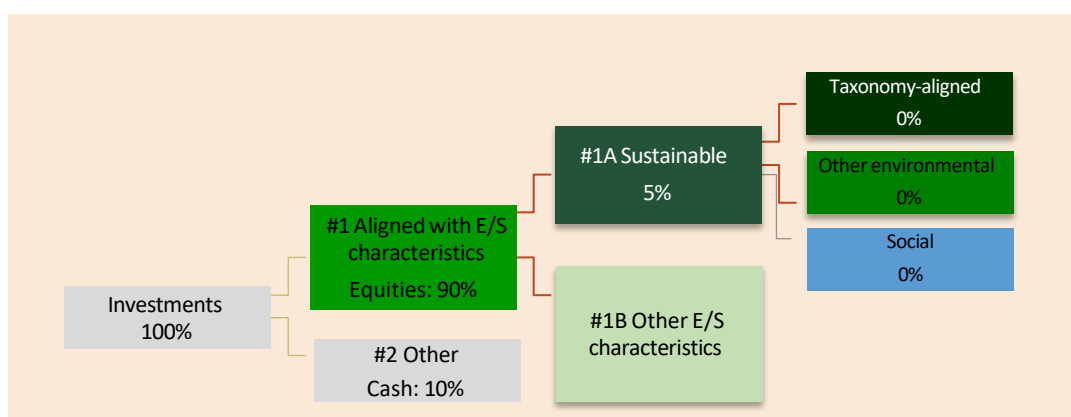 Investments
100%
#1 Aligned with E/S
characteristics
Equities: 90%
#2 Other
Cash: 10%
#1A Sustainable
5%
#1B Other E/S
characteristics
Taxonomy-aligned
0%
Other environmental
0%
Social
0%